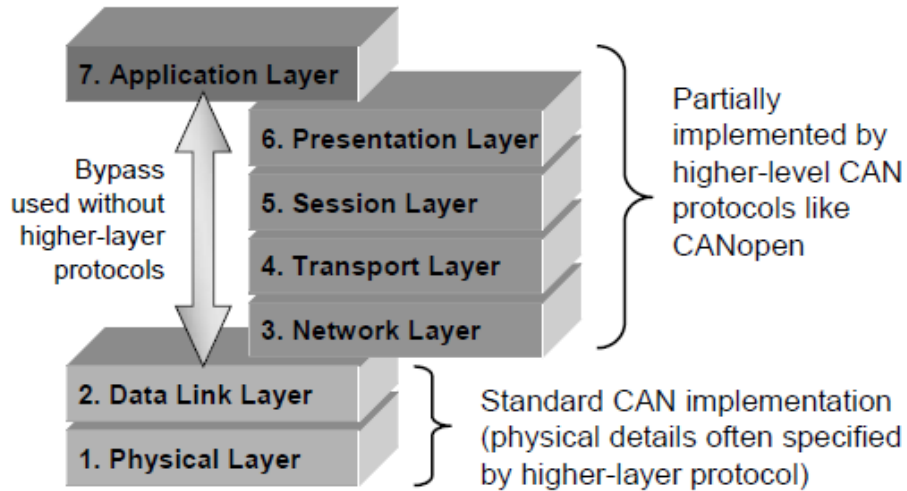 7. Application Layer
6. Presentation Layer
5. Session Layer
4. Transport Layer
3. Network Layer
2. Data Link Layer
1. Physical Layer
Bypass
used without
higher-layer
protocols
Partially
implemented by
higher-level CAN
protocols like
CANopen
Standard CAN implementation
(physical details often specified
by higher-layer protocol)